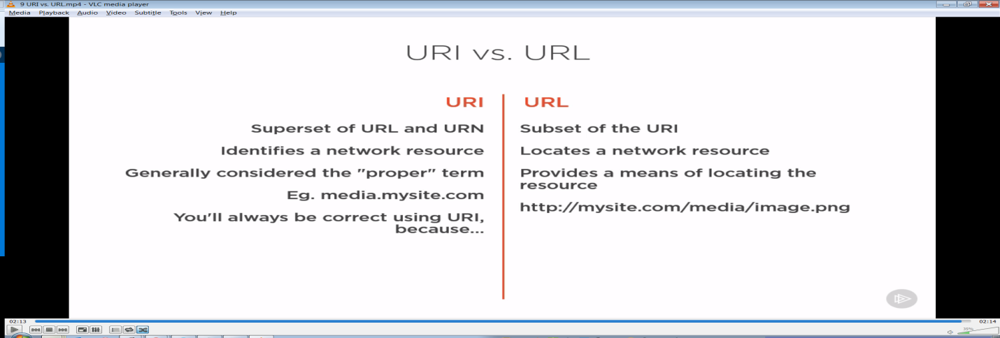 9 URI vs. URL.mp4 - VLC media player
Media Playback Audio Video Subtitle Tools View Help
URI vs. URL
URI
Superset of URL and URN
Identifies a network resource
Generally considered the "proper" term
Eg. media.mysite.com
You'll always be correct using URI,
because...
URL
Subset of the URI
Locates a network resource
Provides a means of locating the
resource
http://mysite.com/media/image.png
02:13
02:14
35%